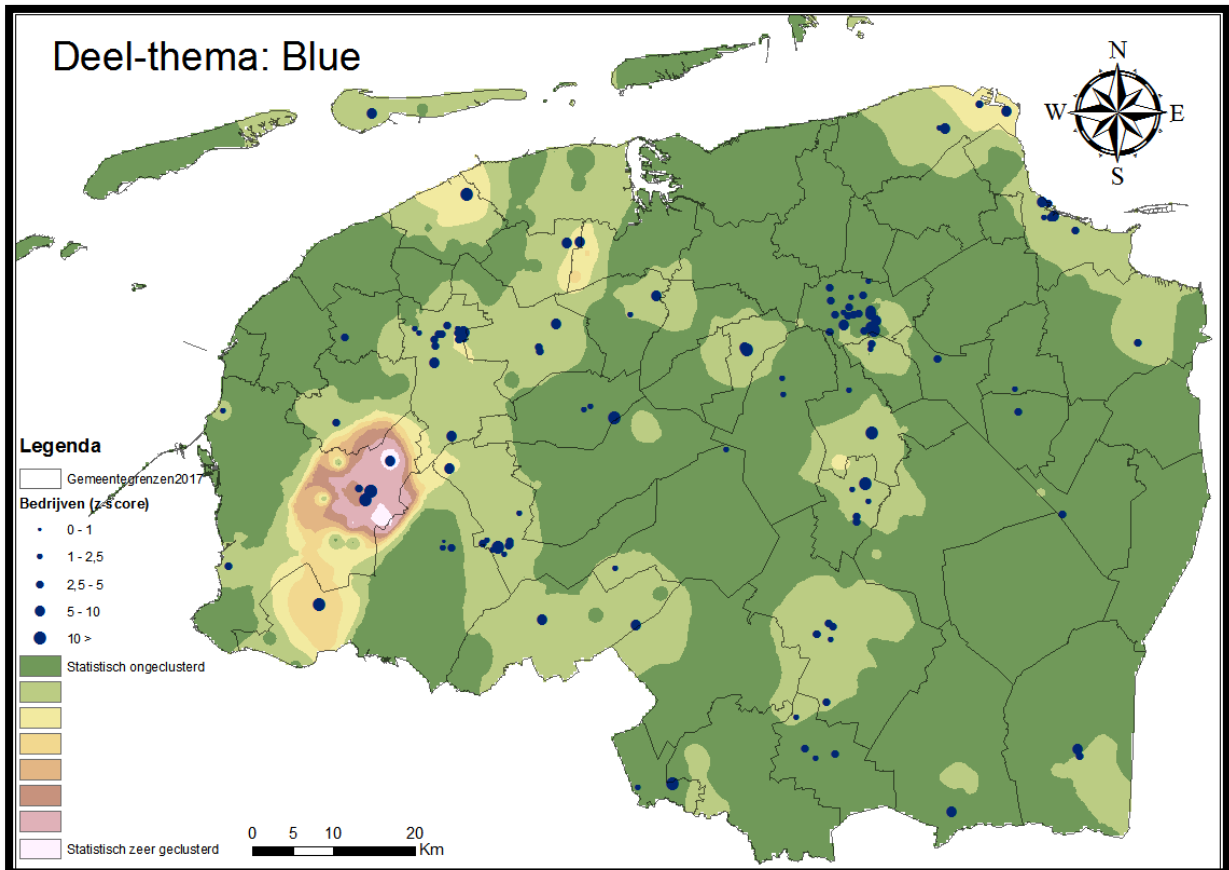 Deel-thema: Blue
N
W
E
S
Legenda
Gemeentegrenzen2017
Bedrijven (z-score)
0 - 1
1 - 2,5
2,5 - 5
5 - 10
10 >
Statistisch ongeclusterd
Statistisch zeer geclusterd
0 5 10 20
Km